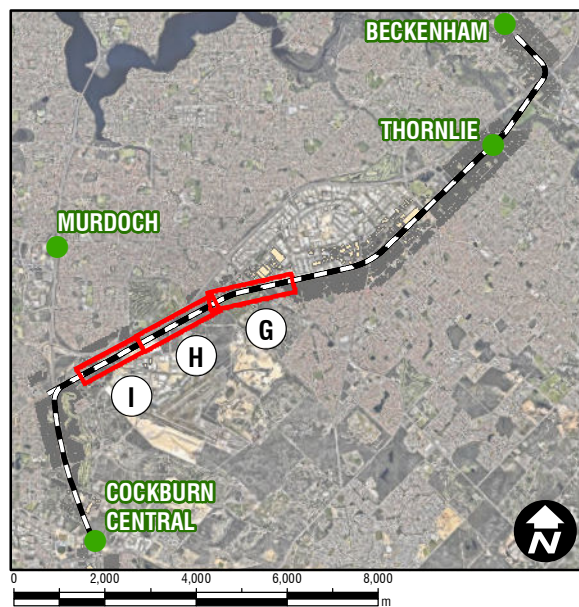 BECKENHAM
THORNLIE
MURDOCH
G
H
I
COCKBURN
CENTRAL
N
0 2,000 4,000 6,000 8,000
m